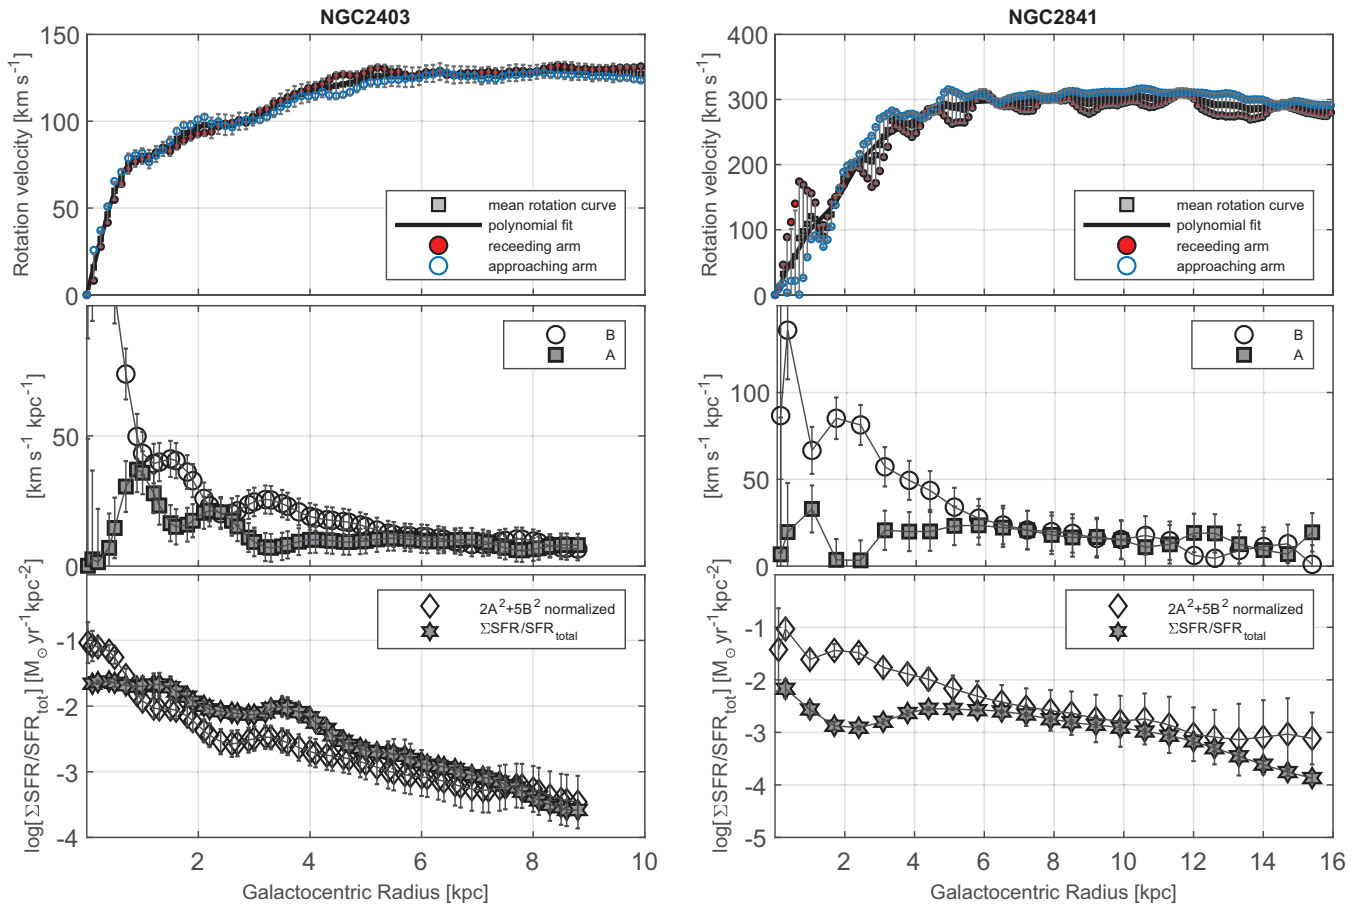 NGC2403
150
100
50
0
Rotation velocity [km s-1]
mean rotation curve
polynomial fit
receeding arm
approaching arm
50
0
[km s-1 kpc-1]
B
A
-1
-2
-3
-4
log[ΣSFR/SFRtot] [M⊙ yr-1kpc-2]
2A2+5B2 normalized
ΣSFR/SFRtotal
2 4 6 8 10
Galactocentric Radius [kpc]
NGC2841
400
300
200
100
0
Rotation velocity [km s-1]
mean rotation curve
polynomial fit
receeding arm
approaching arm
100
50
0
[km s-1 kpc-1]
B
A
-1
-2
-3
-4
-5
log[ΣSFR/SFRtot] [M⊙ yr-1kpc-2]
2A2+5B2 normalized
ΣSFR/SFRtotal
2 4 6 8 10 12 14 16
Galactocentric Radius [kpc]